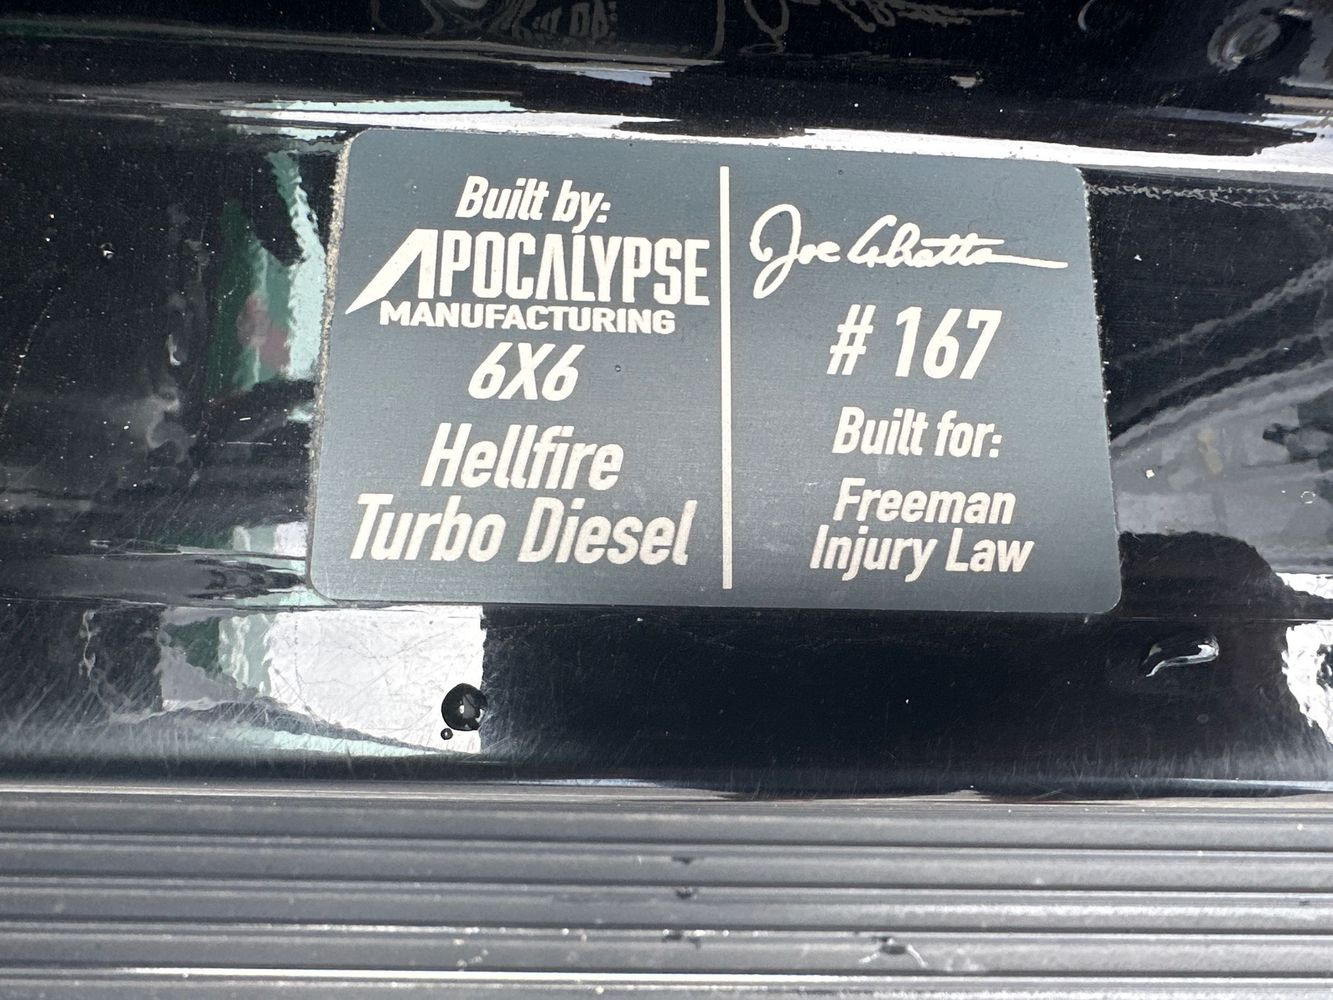 Built by:
APOCALYPSE
MANUFACTURING
6X6
Hellfire
Turbo Diesel
Joe Ghattas
# 167
Built for:
Freeman
Injury Law